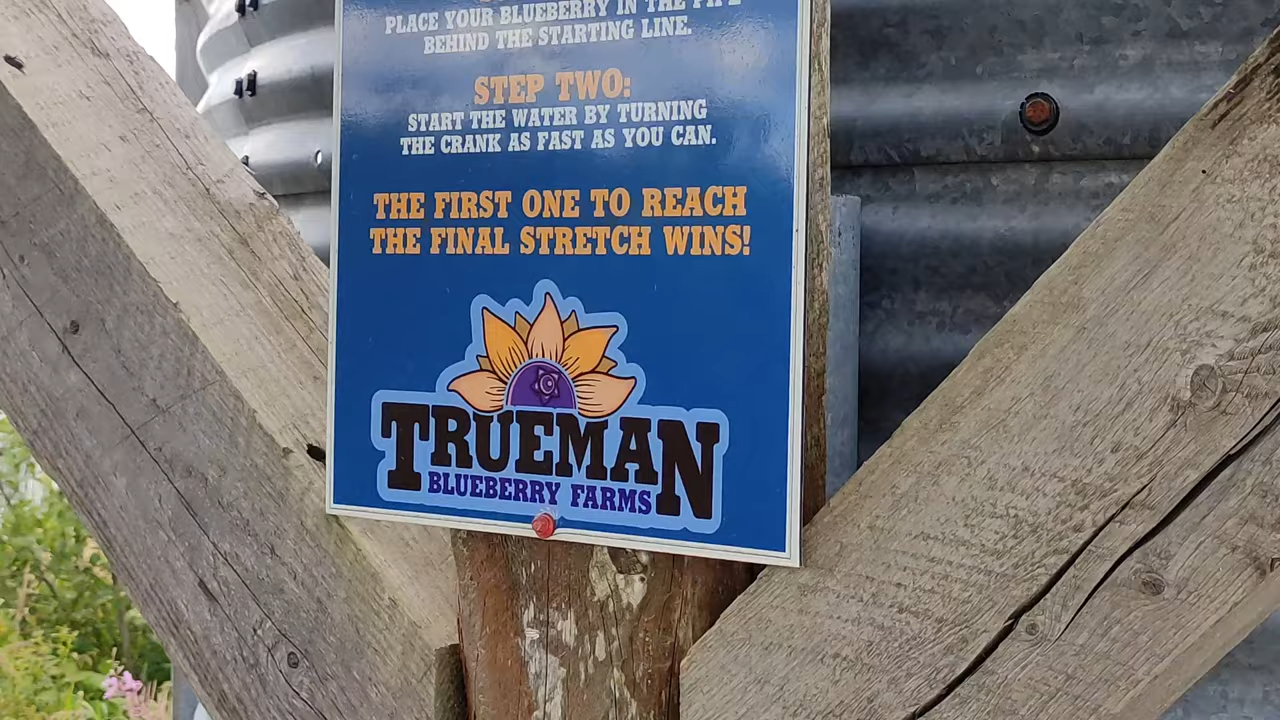 PLACE YOUR BLUEBERRY IN THE PIPE
BEHIND THE STARTING LINE.
STEP TWO:
START THE WATER BY TURNING
THE CRANK AS FAST AS YOU CAN.
THE FIRST ONE TO REACH
THE FINAL STRETCH WINS!
TRUEMAN
BLUEBERRY FARMS